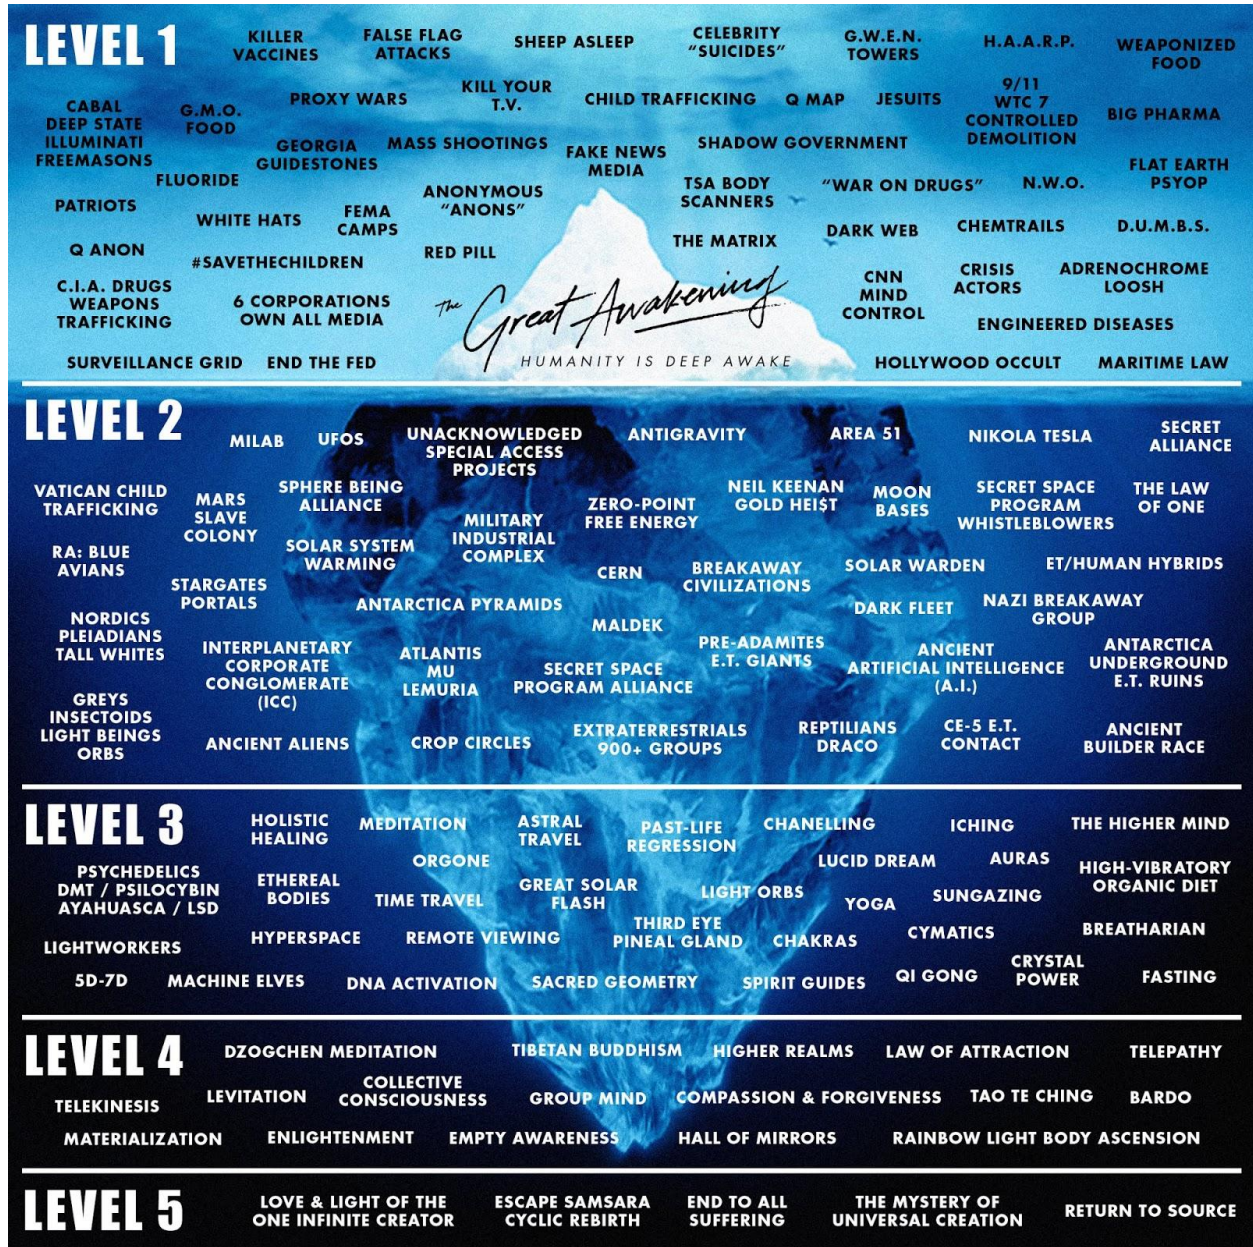 LEVEL 1
KILLER
VACCINES
FALSE FLAG
ATTACKS
SHEEP ASLEEP
CELEBRITY
“SUICIDES”
G.W.E.N.
TOWERS
H.A.A.R.P.
WEAPONIZED
FOOD
CABAL
DEEP STATE
ILLUMINATI
FREEMASONS
G.M.O.
FOOD
PROXY WARS
KILL YOUR
T.V.
CHILD TRAFFICKING
Q MAP
JESUITS
9/11
WTC 7
CONTROLLED
DEMOLITION
BIG PHARMA
GEORGIA
GUIDESTONES
MASS SHOOTINGS
FAKE NEWS
MEDIA
SHADOW GOVERNMENT
FLAT EARTH
PSYOP
FLUORIDE
ANONYMOUS
“ANONS”
TSA BODY
SCANNERS
“WAR ON DRUGS”
N.W.O.
PATRIOTS
WHITE HATS
FEMA
CAMPS
THE MATRIX
DARK WEB
CHEMTRAILS
D.U.M.B.S.
Q ANON
#SAVETHECHILDREN
RED PILL
CNN
MIND
CONTROL
CRISIS
ACTORS
ADRENOCHROME
LOOSH
C.I.A. DRUGS
WEAPONS
TRAFFICKING
6 CORPORATIONS
OWN ALL MEDIA
The Great Awakening
HUMANITY IS DEEP AWAKE
ENGINEERED DISEASES
SURVEILLANCE GRID
END THE FED
HOLLYWOOD OCCULT
MARITIME LAW
LEVEL 2
MILAB
UFOS
UNACKNOWLEDGED
SPECIAL ACCESS
PROJECTS
ANTIGRAVITY
AREA 51
NIKOLA TESLA
SECRET
ALLIANCE
VATICAN CHILD
TRAFFICKING
MARS
SLAVE
COLONY
SPHERE BEING
ALLIANCE
MILITARY
INDUSTRIAL
COMPLEX
ZERO-POINT
FREE ENERGY
NEIL KEENAN
GOLD HEI$T
MOON
BASES
SECRET SPACE
PROGRAM
WHISTLEBLOWERS
THE LAW
OF ONE
RA: BLUE
AVIANS
SOLAR SYSTEM
WARMING
CERN
BREAKAWAY
CIVILIZATIONS
SOLAR WARDEN
ET/HUMAN HYBRIDS
STARGATES
PORTALS
ANTARCTICA PYRAMIDS
MALDEK
DARK FLEET
NAZI BREAKAWAY
GROUP
NORDICS
PLEIADIANS
TALL WHITES
INTERPLANETARY
CORPORATE
CONGLOMERATE
(ICC)
ATLANTIS
MU
LEMURIA
SECRET SPACE
PROGRAM ALLIANCE
PRE-ADAMITES
E.T. GIANTS
ANCIENT
ARTIFICIAL INTELLIGENCE
(A.I.)
ANTARCTICA
UNDERGROUND
E.T. RUINS
GREYS
INSECTOIDS
LIGHT BEINGS
ORBS
ANCIENT ALIENS
CROP CIRCLES
EXTRATERRESTRIALS
900+ GROUPS
REPTILIANS
DRACO
CE-5 E.T.
CONTACT
ANCIENT
BUILDER RACE
LEVEL 3
HOLISTIC
HEALING
MEDITATION
ASTRAL
TRAVEL
PAST-LIFE
REGRESSION
CHANELLING
ICHING
THE HIGHER MIND
PSYCHEDELICS
DMT / PSILOCYBIN
AYAHUASCA / LSD
ORGONE
LUCID DREAM
AURAS
HIGH-VIBRATORY
ORGANIC DIET
ETHEREAL
BODIES
TIME TRAVEL
GREAT SOLAR
FLASH
LIGHT ORBS
YOGA
SUNGAZING
LIGHTWORKERS
HYPERSPACE
REMOTE VIEWING
THIRD EYE
PINEAL GLAND
CHAKRAS
CYMATICS
BREATHARIAN
5D-7D
MACHINE ELVES
DNA ACTIVATION
SACRED GEOMETRY
SPIRIT GUIDES
QI GONG
CRYSTAL
POWER
FASTING
LEVEL 4
DZOGCHEN MEDITATION
TIBETAN BUDDHISM
HIGHER REALMS
LAW OF ATTRACTION
TELEPATHY
TELEKINESIS
LEVITATION
COLLECTIVE
CONSCIOUSNESS
GROUP MIND
COMPASSION & FORGIVENESS
TAO TE CHING
BARDO
MATERIALIZATION
ENLIGHTENMENT
EMPTY AWARENESS
HALL OF MIRRORS
RAINBOW LIGHT BODY ASCENSION
LEVEL 5
LOVE & LIGHT OF THE
ONE INFINITE CREATOR
ESCAPE SAMSARA
CYCLIC REBIRTH
END TO ALL
SUFFERING
THE MYSTERY OF
UNIVERSAL CREATION
RETURN TO SOURCE